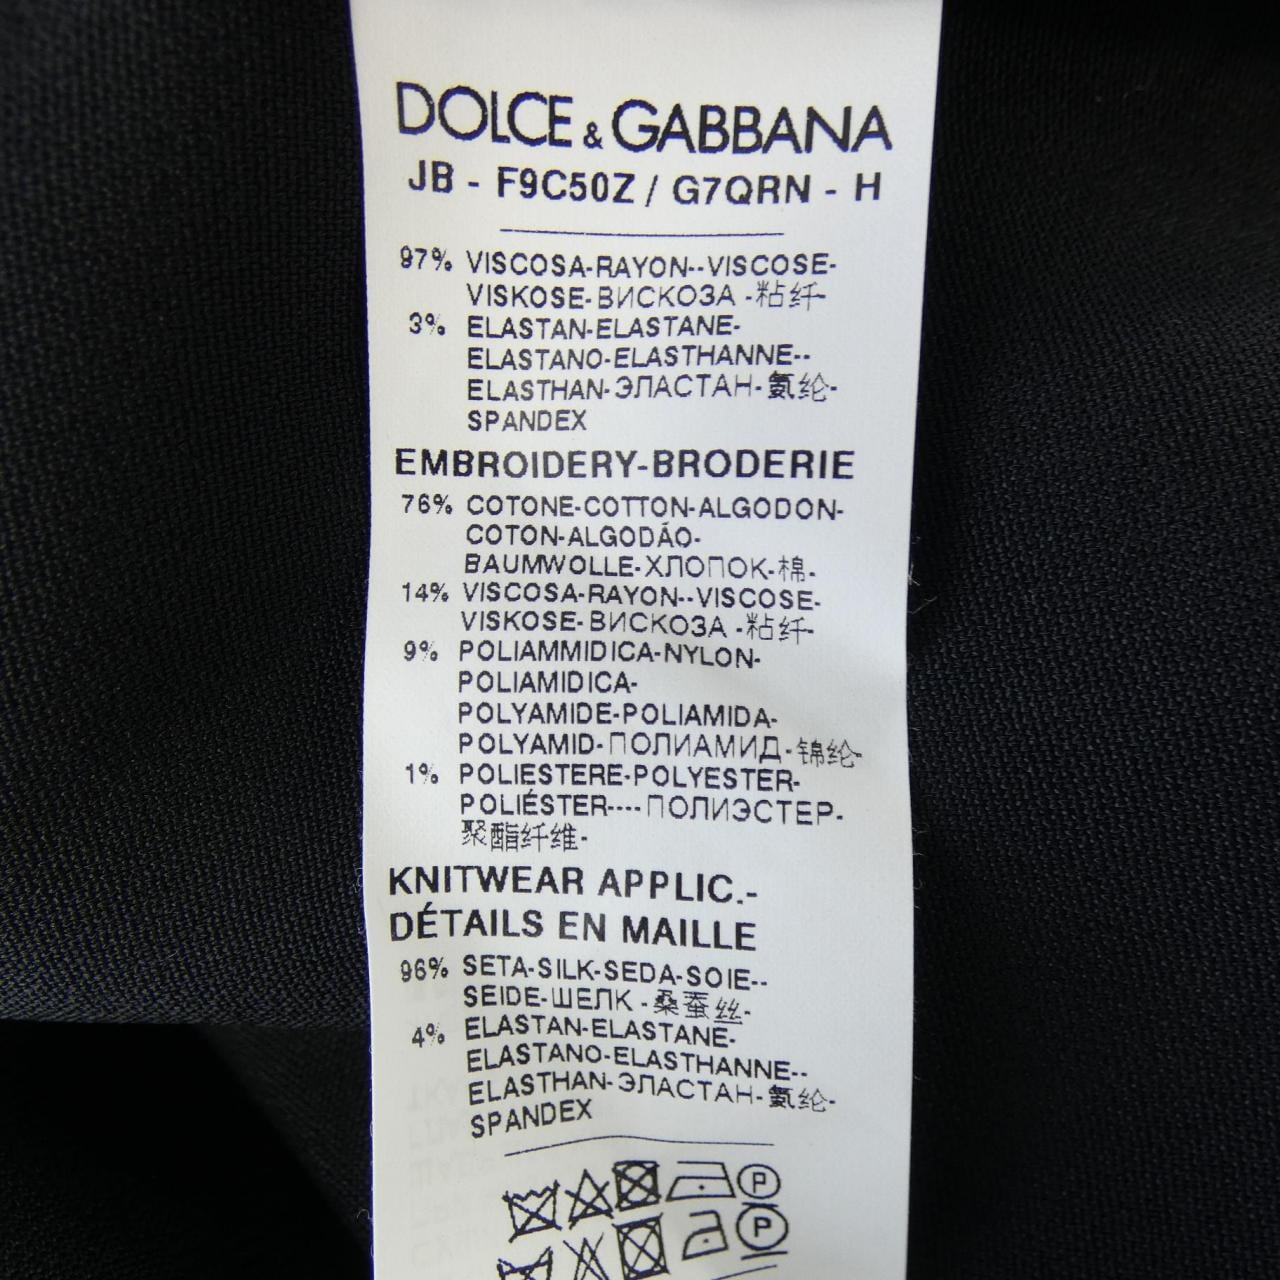 DOLCE & GABBANA
JB - F9C50Z / G7QRN - H
97% VISCOSA-RAYON--VISCOSE-
VISKOSE-ВИСКОЗА -粘纤-
3% ELASTAN-ELASTANE-
ELASTANO-ELASTHANNE--
ELASTHAN-ЭЛАСТАН-氨纶-
SPANDEX
EMBROIDERY-BRODERIE
76% COTONE-COTTON-ALGODON-
COTON-ALGODÃO-
BAUMWOLLE-ХЛОПОК-棉-
14% VISCOSA-RAYON--VISCOSE-
VISKOSE-ВИСКОЗА -粘纤-
9% POLIAMMIDICA-NYLON-
POLIAMIDICA-
POLYAMIDE-POLIAMIDA-
POLYAMID-ПОЛИАМИД-锦纶-
1% POLIESTERE-POLYESTER-
POLIÉSTER----ПОЛИЭСТЕР-
聚酯纤维-
KNITWEAR APPLIC.-
DÉTAILS EN MAILLE
96% SETA-SILK-SEDA-SOIE--
SEIDE-ШЕЛК -桑蚕丝-
4% ELASTAN-ELASTANE-
ELASTANO-ELASTHANNE--
ELASTHAN-ЭЛАСТАН-氨纶-
SPANDEX
P
P